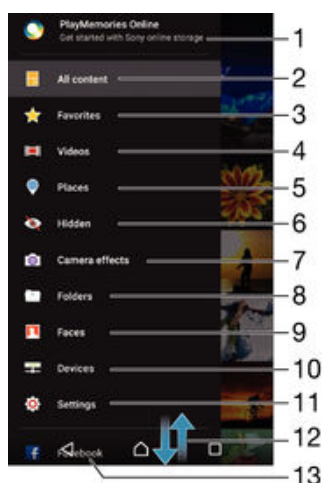 PlayMemories Online
Get started with Sony online storage
1
All content
2
Favorites
3
Videos
4
Places
5
Hidden
6
Camera effects
7
Folders
8
Faces
9
Devices
10
Settings
11
12
Facebook
13